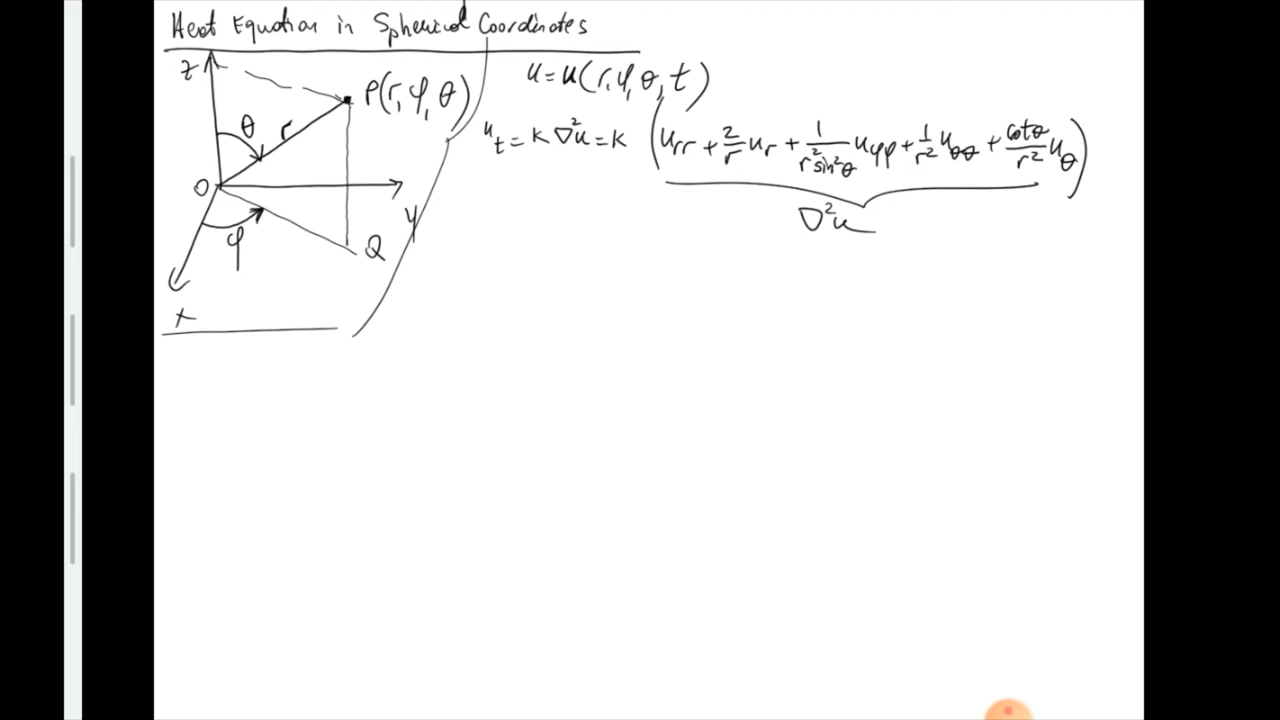 Heat Equation in Spherical Coordinates
z
P(r, φ, θ)
θ
r
O
y
φ
Q
x
u = u(r, φ, θ, t)
u_t = k ∇²u = k (u_rr + 2/r u_r + 1/(r² sin²θ) u_φφ + 1/r² u_θθ + cotθ/r² u_θ)
∇²u